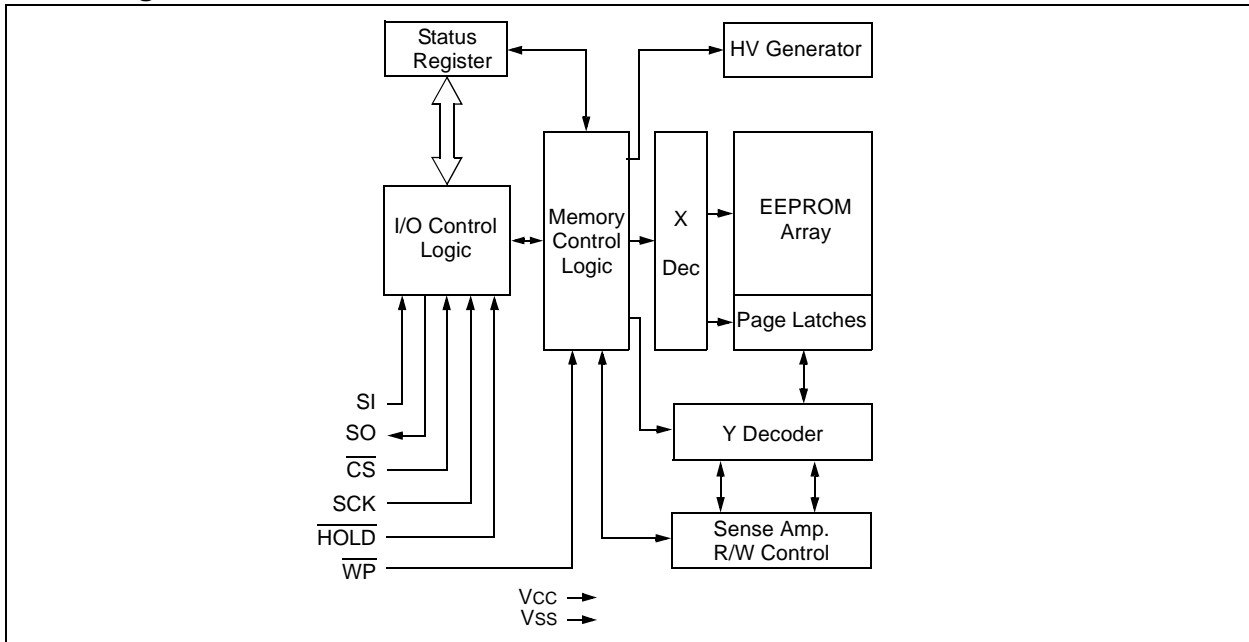 Status
Register
HV Generator
I/O Control
Logic
Memory
Control
Logic
X
Dec
EEPROM
Array
Page Latches
SI
SO
CS
SCK
HOLD
WP
Y Decoder
Sense Amp.
R/W Control
VCC
VSS